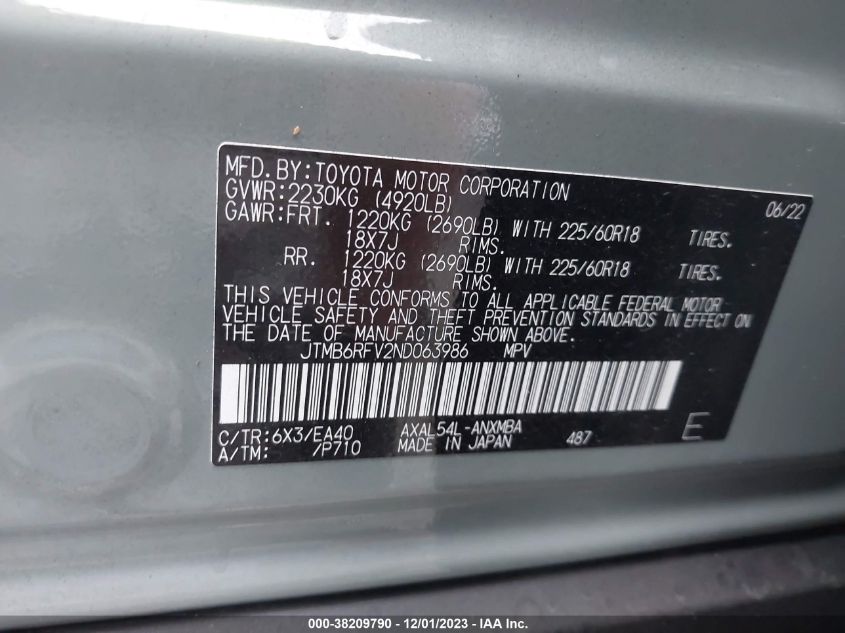 MFD. BY: TOYOTA MOTOR CORPORATION 06/22
GVWR: 2230KG (4920LB)
GAWR: FRT. 1220KG (2690LB) WITH 225/60R18 TIRES.
18X7J RIMS.
RR. 1220KG (2690LB) WITH 225/60R18 TIRES.
18X7J RIMS.
THIS VEHICLE CONFORMS TO ALL APPLICABLE FEDERAL MOTOR
VEHICLE SAFETY AND THEFT PREVENTION STANDARDS IN EFFECT ON
THE DATE OF MANUFACTURE SHOWN ABOVE.
JTMB6RFV2ND063986 MPV
C/TR: 6X3/EA40 AXAL54L-ANXMBA 487 E
A/TM: /P710 MADE IN JAPAN
000-38209790 - 12/01/2023 - IAA Inc.